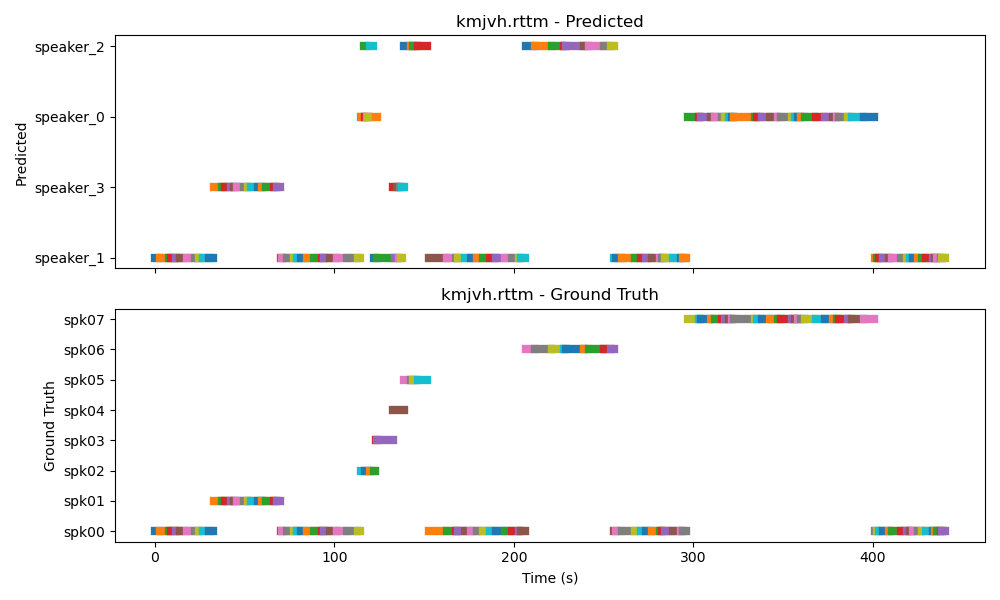 kmjvh.rttm - Predicted
speaker_2
speaker_0
speaker_3
speaker_1
Predicted
kmjvh.rttm - Ground Truth
spk07
spk06
spk05
spk04
spk03
spk02
spk01
spk00
Ground Truth
0 100 200 300 400
Time (s)